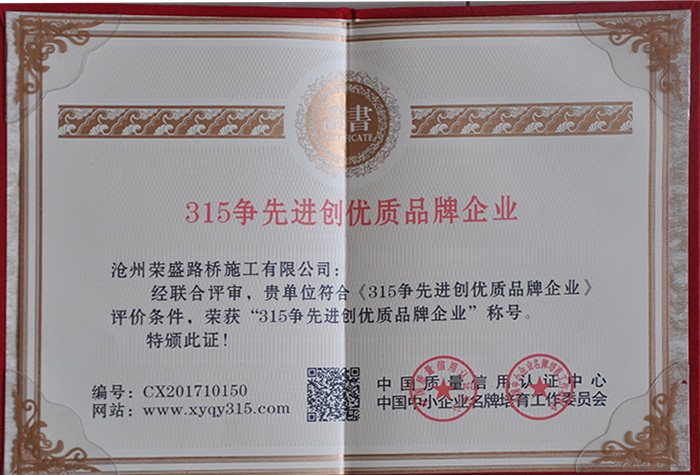 證書
CERTIFICATE
315争先进创优质品牌企业
沧州荣盛路桥施工有限公司：
经联合评审，贵单位符合《315争先进创优质品牌企业》
评价条件，荣获“315争先进创优质品牌企业”称号。
特颁此证！
编号：CX201710150
网站：www.xyqy315.com
中国质量信用认证中心
中国中小企业名牌培育工作委员会